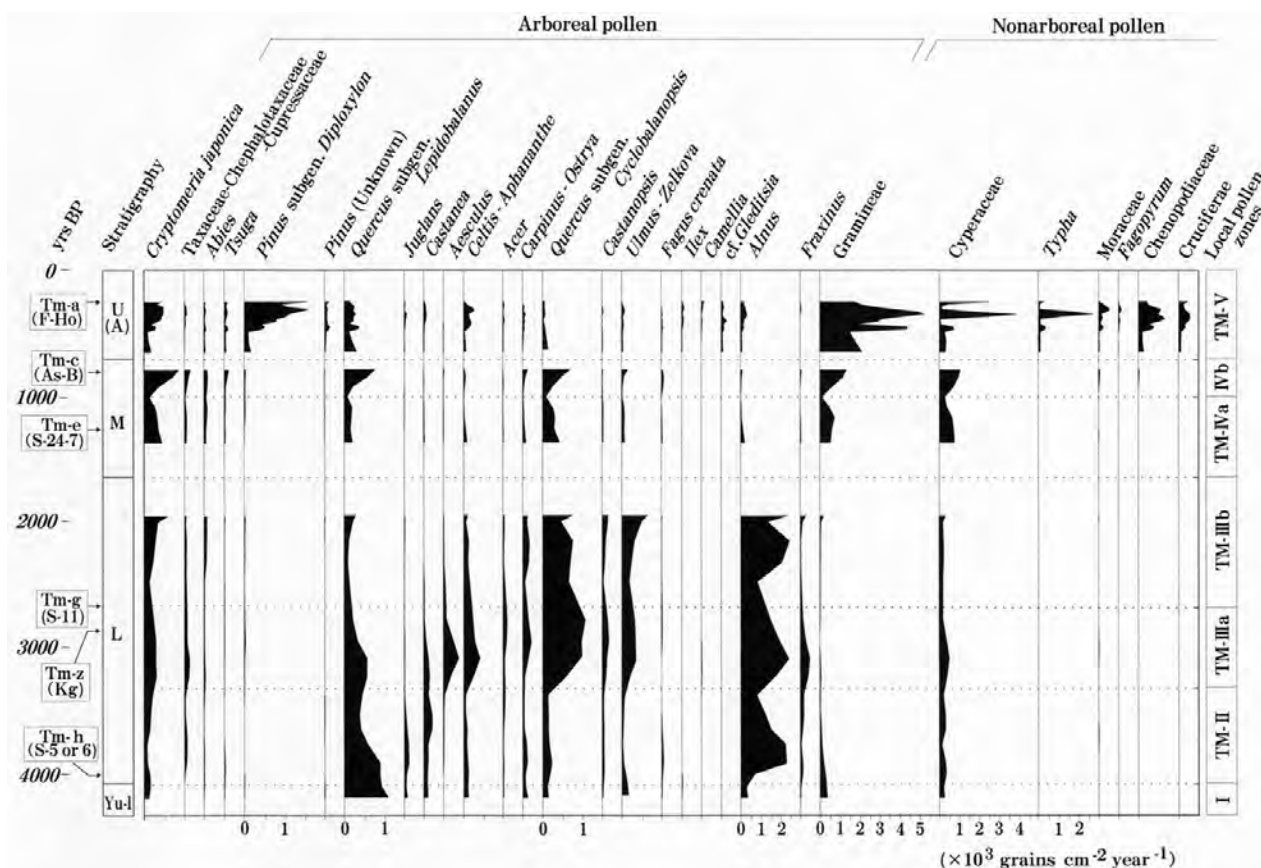 Arboreal pollen
Nonarboreal pollen
yrs BP
Stratigraphy
Cryptomeria japonica
Taxaceae-Chephalotaxaceae
-Cupressaceae
Abies
Tsuga
Pinus subgen. Diploxylon
Pinus (Unknown)
Quercus subgen.
Lepidobalanus
Juglans
Castanea
Aesculus
Celtis - Aphananthe
Acer
Carpinus - Ostrya
Quercus subgen.
Cyclobalanopsis
Castanopsis
Ulmus - Zelkova
Fagus crenata
Ilex
Camellia
cf. Gleditsia
Alnus
Fraxinus
Gramineae
Cyperaceae
Typha
Moraceae
Fagopyrum
Chenopodiaceae
Cruciferae
Local pollen
zones
0
Tm-a
(F-Ho)
U
(A)
TM-V
Tm-c
(As-B)
IVb
1000
Tm-e
(S-24-7)
M
TM-IVa
2000
TM-IIIb
Tm-g
(S-11)
3000
L
TM-IIIa
Tm-z
(Kg)
Tm-h
(S-5 or 6)
TM-II
4000
Yu-l
I
0 1 0 1 0 1 0 1 2 0 1 2 3 4 5 1 2 3 4 1 2
(×10³ grains cm⁻² year⁻¹)